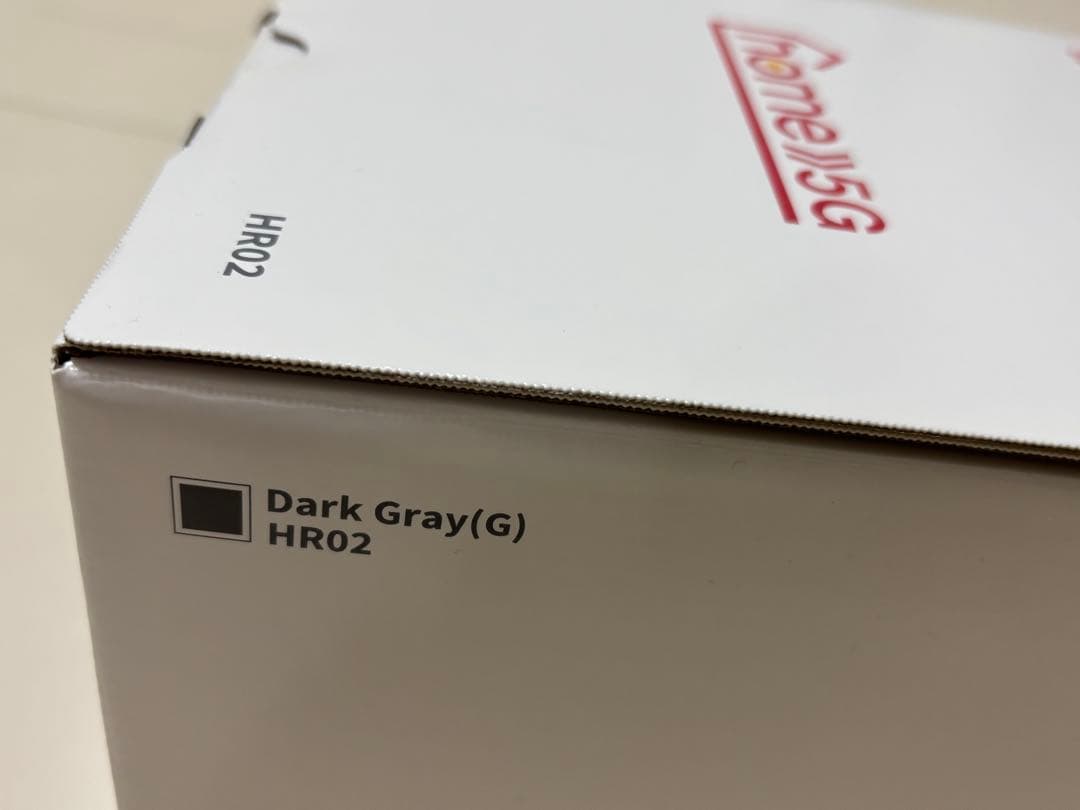 home 5G
HR02
Dark Gray(G)
HR02